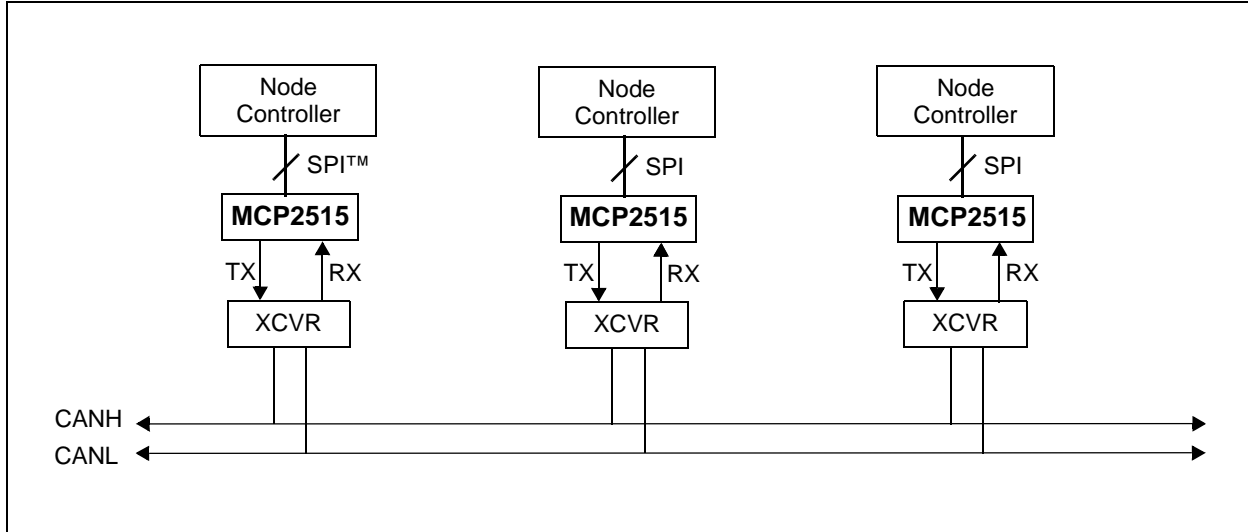 Node
Controller
Node
Controller
Node
Controller
SPI™
SPI
SPI
MCP2515
MCP2515
MCP2515
TX
RX
TX
RX
TX
RX
XCVR
XCVR
XCVR
CANH
CANL